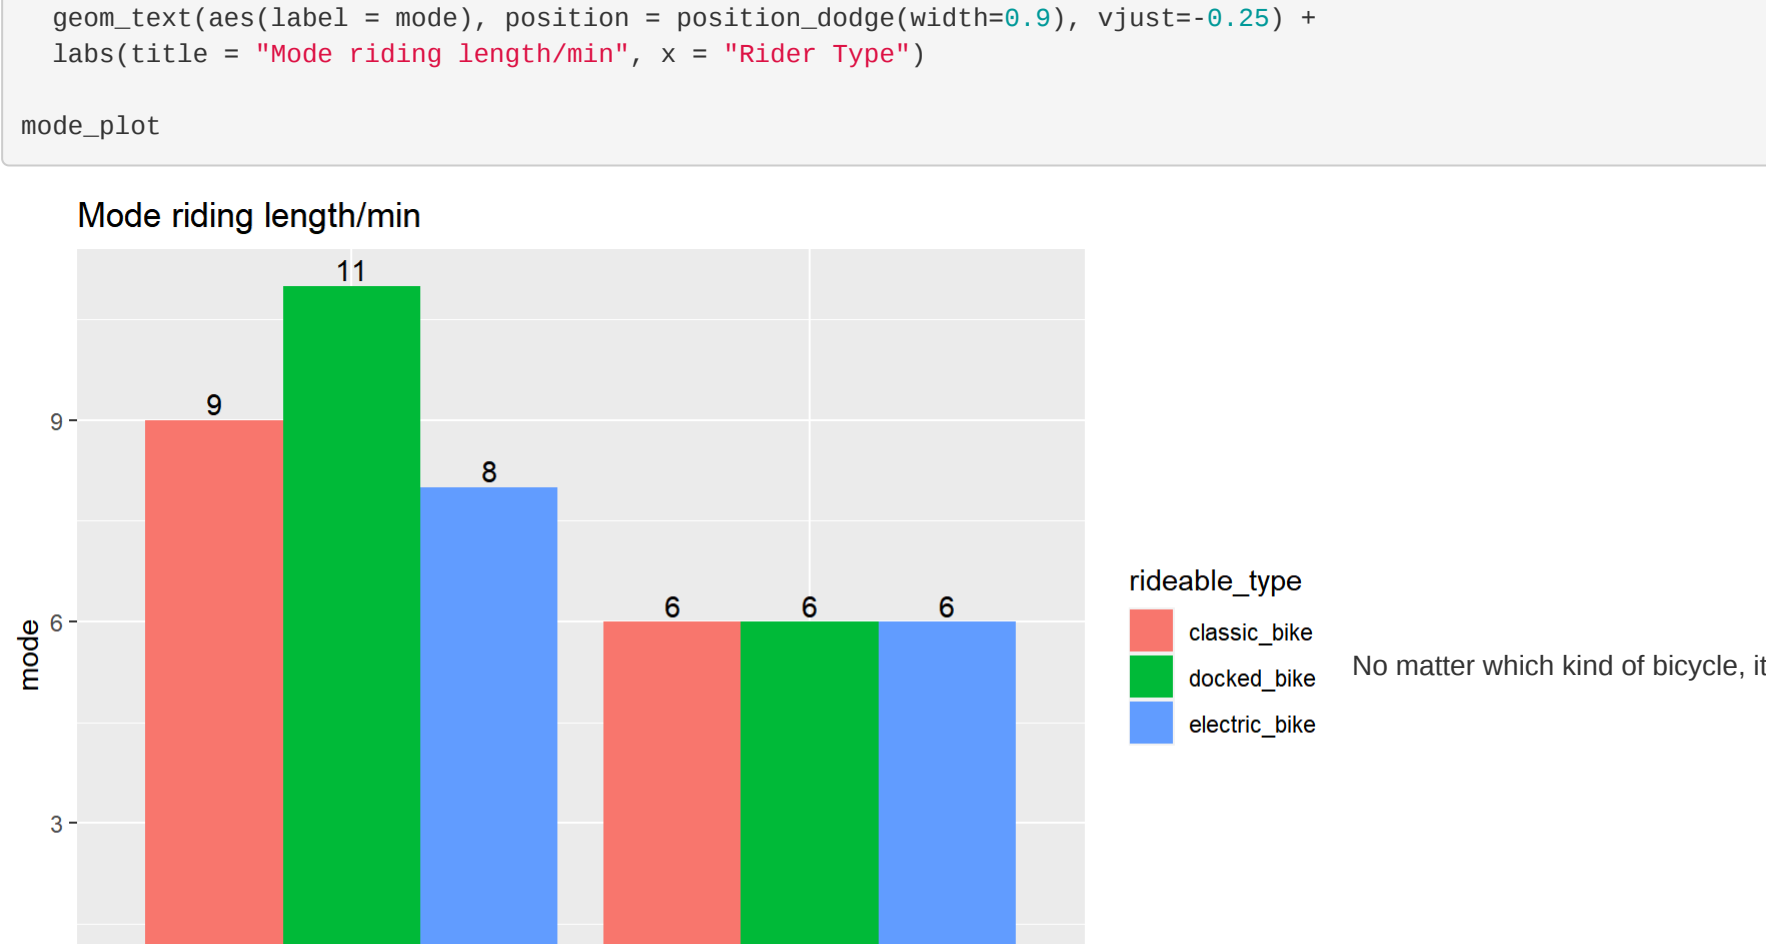 geom_text(aes(label = mode), position = position_dodge(width=0.9), vjust=-0.25) +
labs(title = "Mode riding length/min", x = "Rider Type")
mode_plot
Mode riding length/min
11
9
9
8
6
6
6
6
3
mode
rideable_type
classic_bike
docked_bike
electric_bike
No matter which kind of bicycle, it